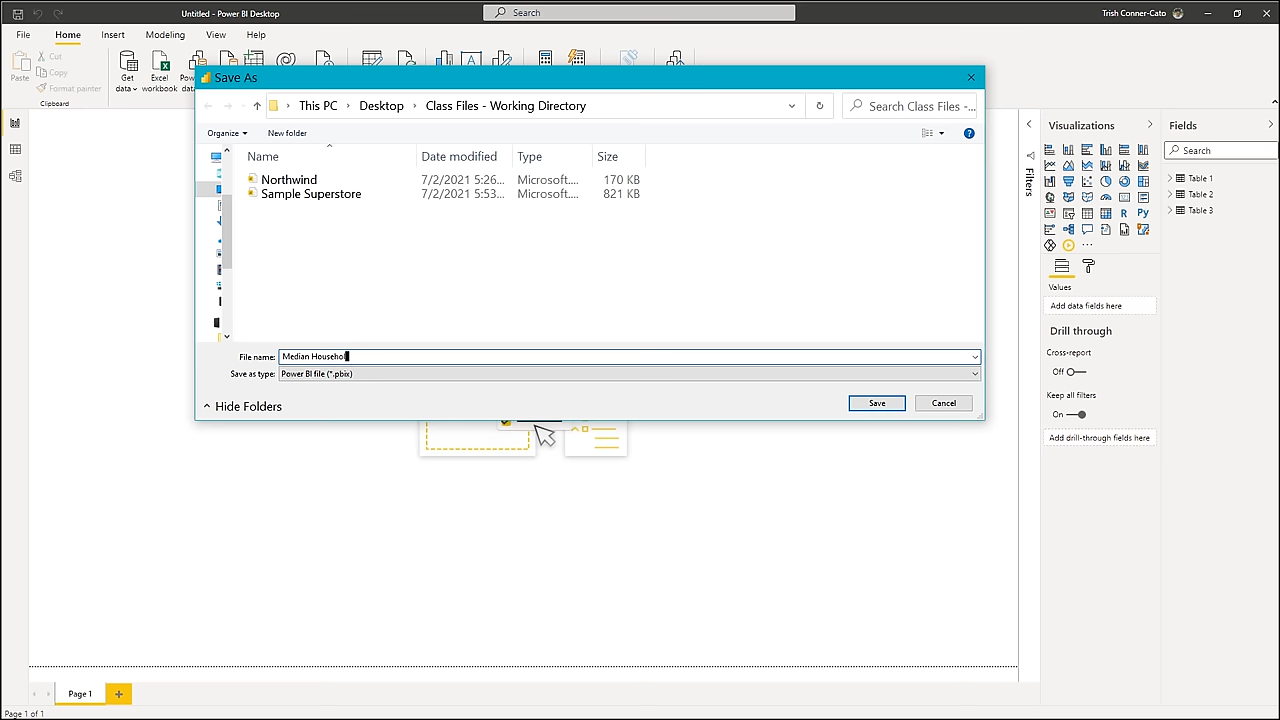 Untitled - Power BI Desktop
Search
Trish Conner-Cato
File Home Insert Modeling View Help
Cut
Copy
Format painter
Paste
Clipboard
Get data
Excel workbook
Save As
This PC › Desktop › Class Files - Working Directory
Search Class Files -...
Organize
New folder
Name Date modified Type Size
Northwind 7/2/2021 5:26... Microsoft.... 170 KB
Sample Superstore 7/2/2021 5:53... Microsoft.... 821 KB
File name: Median Househol
Save as type: Power BI file (*.pbix)
Hide Folders
Save
Cancel
Filters
Visualizations
Values
Add data fields here
Drill through
Cross-report
Off
Keep all filters
On
Add drill-through fields here
Fields
Search
Table 1
Table 2
Table 3
Page 1
Page 1 of 1